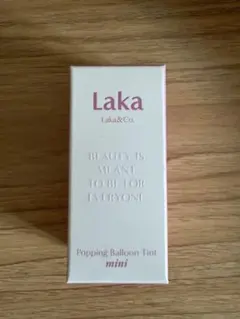 Laka
Laka&Co.
BEAUTY IS
MEANT
TO BE FOR
EVERYONE
Popping Balloon Tint
mini